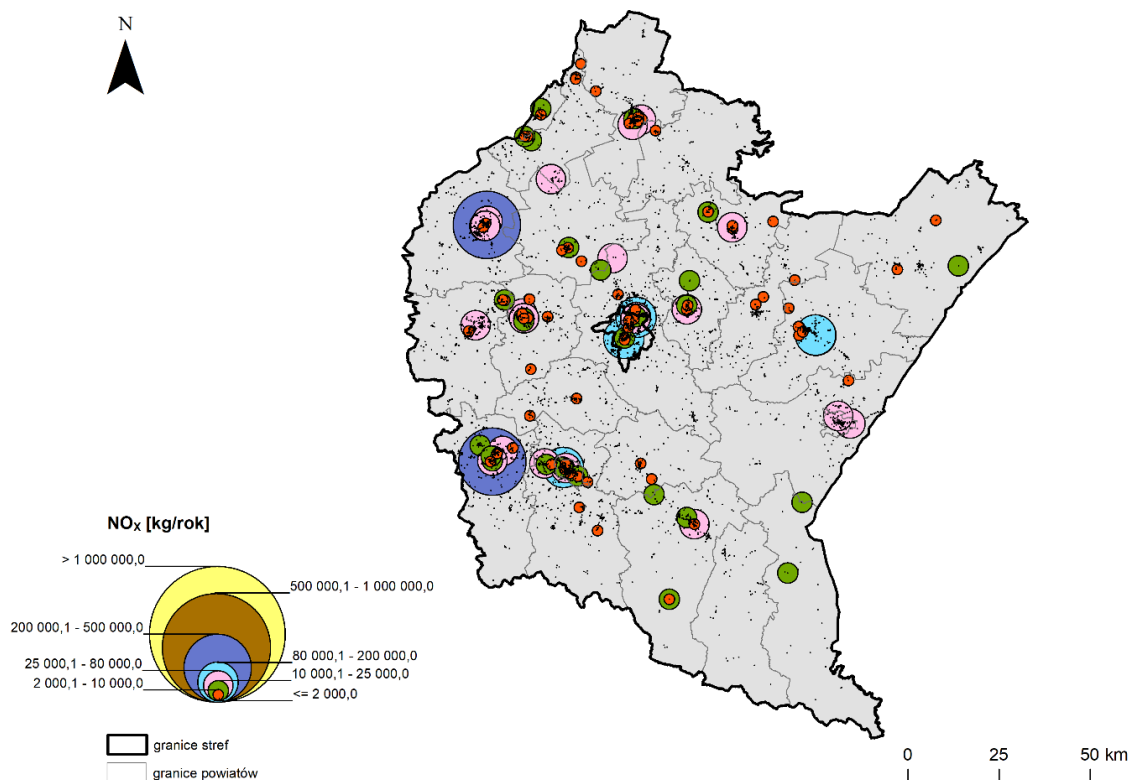 N
NOx [kg/rok]
> 1 000 000,0
500 000,1 - 1 000 000,0
200 000,1 - 500 000,0
80 000,1 - 200 000,0
25 000,1 - 80 000,0
10 000,1 - 25 000,0
2 000,1 - 10 000,0
<= 2 000,0
granice stref
granice powiatów
0 25 50 km